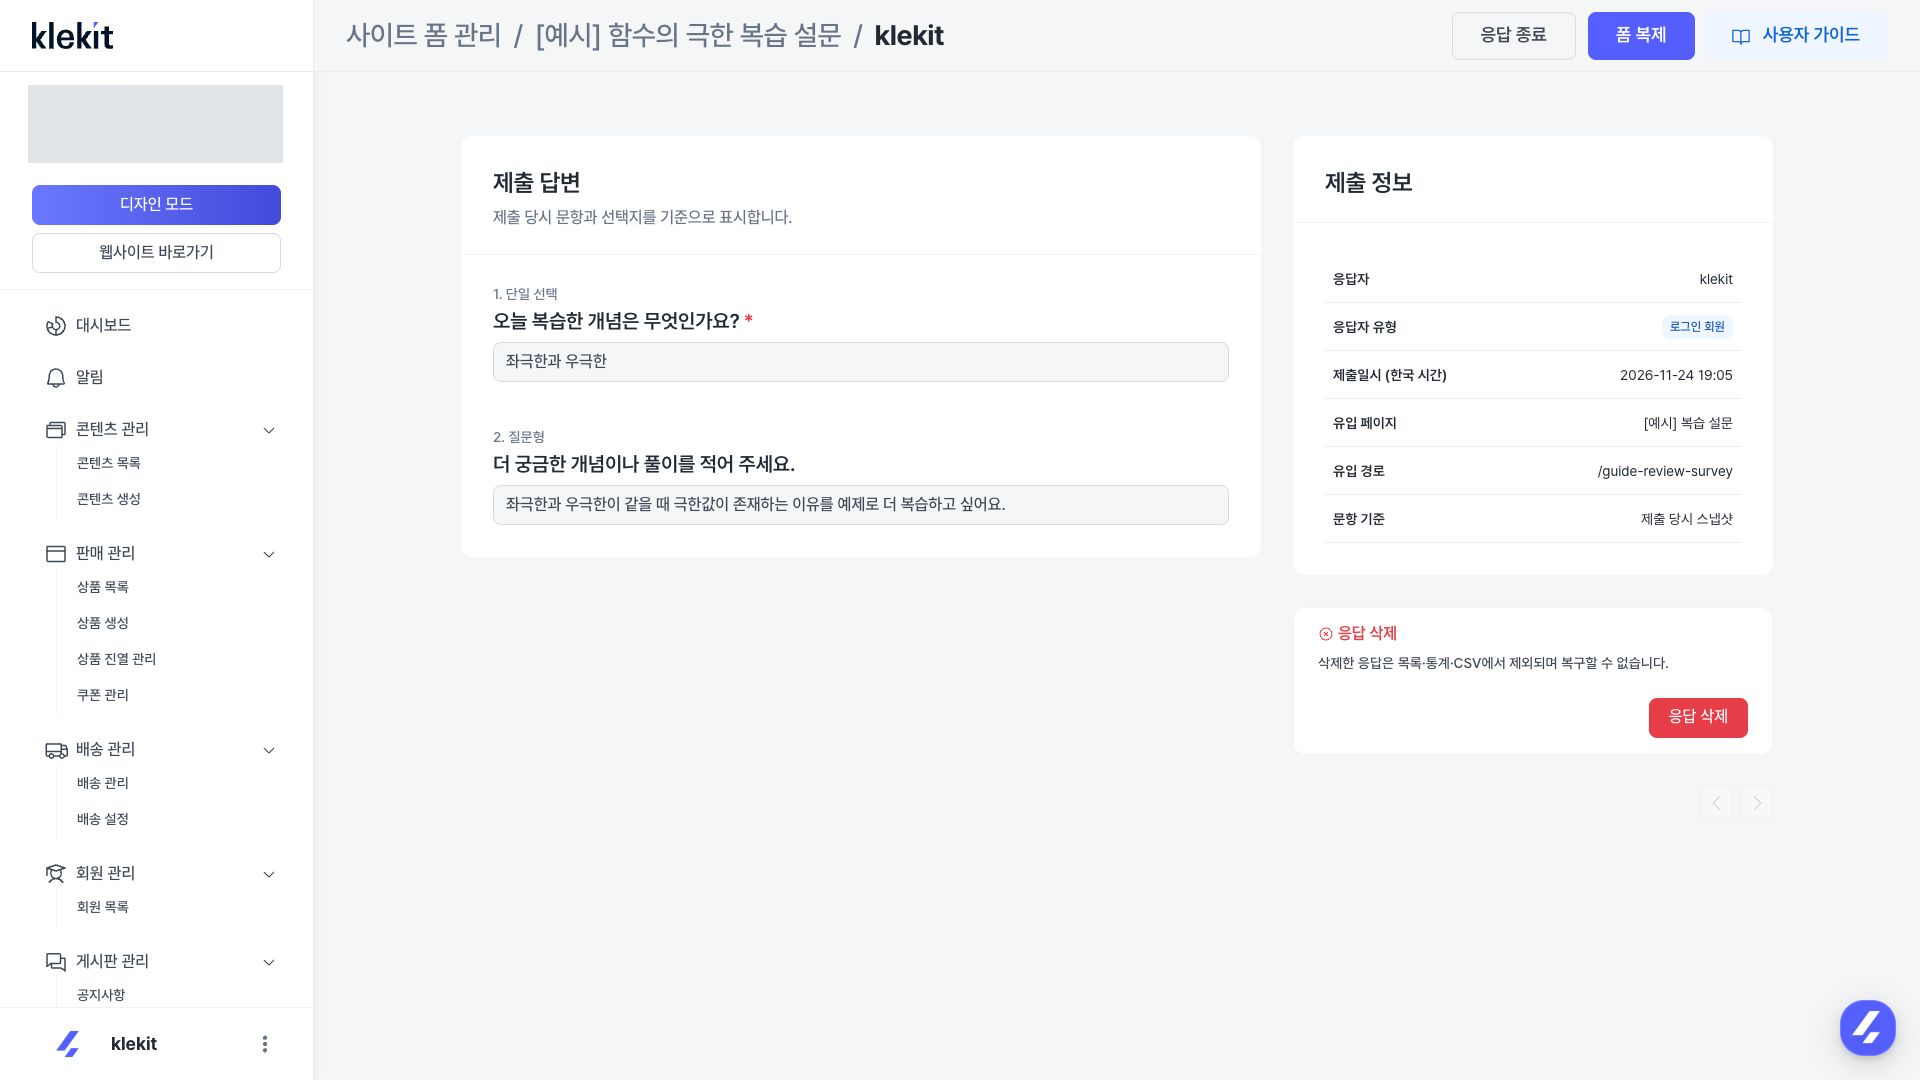 klekit
디자인 모드
웹사이트 바로가기
대시보드
알림
콘텐츠 관리
콘텐츠 목록
콘텐츠 생성
판매 관리
상품 목록
상품 생성
상품 진열 관리
쿠폰 관리
배송 관리
배송 관리
배송 설정
회원 관리
회원 목록
게시판 관리
공지사항
klekit
사이트 폼 관리 / [예시] 함수의 극한 복습 설문 / klekit
응답 종료
폼 복제
사용자 가이드
제출 답변
제출 당시 문항과 선택지를 기준으로 표시합니다.
1. 단일 선택
오늘 복습한 개념은 무엇인가요? *
좌극한과 우극한
2. 질문형
더 궁금한 개념이나 풀이를 적어 주세요.
좌극한과 우극한이 같을 때 극한값이 존재하는 이유를 예제로 더 복습하고 싶어요.
제출 정보
응답자 klekit
응답자 유형 로그인 회원
제출일시 (한국 시간) 2026-11-24 19:05
유입 페이지 [예시] 복습 설문
유입 경로 /guide-review-survey
문항 기준 제출 당시 스냅샷
응답 삭제
삭제한 응답은 목록·통계·CSV에서 제외되며 복구할 수 없습니다.
응답 삭제